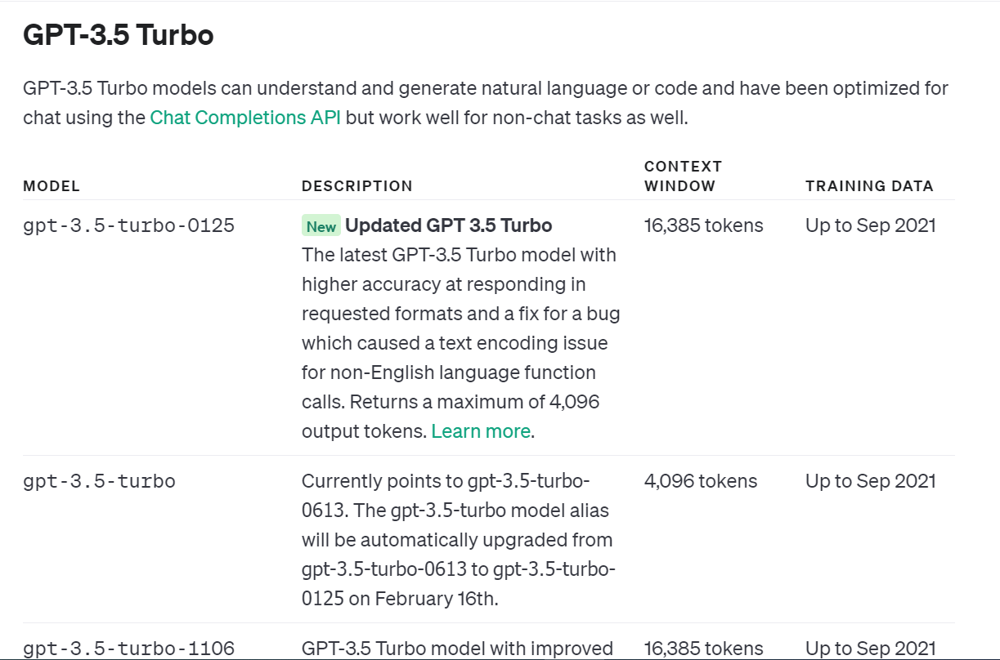 GPT-3.5 Turbo
GPT-3.5 Turbo models can understand and generate natural language or code and have been optimized for
chat using the Chat Completions API but work well for non-chat tasks as well.
MODEL DESCRIPTION CONTEXT WINDOW TRAINING DATA
gpt-3.5-turbo-0125 New Updated GPT 3.5 Turbo 16,385 tokens Up to Sep 2021
The latest GPT-3.5 Turbo model with
higher accuracy at responding in
requested formats and a fix for a bug
which caused a text encoding issue
for non-English language function
calls. Returns a maximum of 4,096
output tokens. Learn more.
gpt-3.5-turbo Currently points to gpt-3.5-turbo- 4,096 tokens Up to Sep 2021
0613. The gpt-3.5-turbo model alias
will be automatically upgraded from
gpt-3.5-turbo-0613 to gpt-3.5-turbo-
0125 on February 16th.
gpt-3.5-turbo-1106 GPT-3.5 Turbo model with improved 16,385 tokens Up to Sep 2021